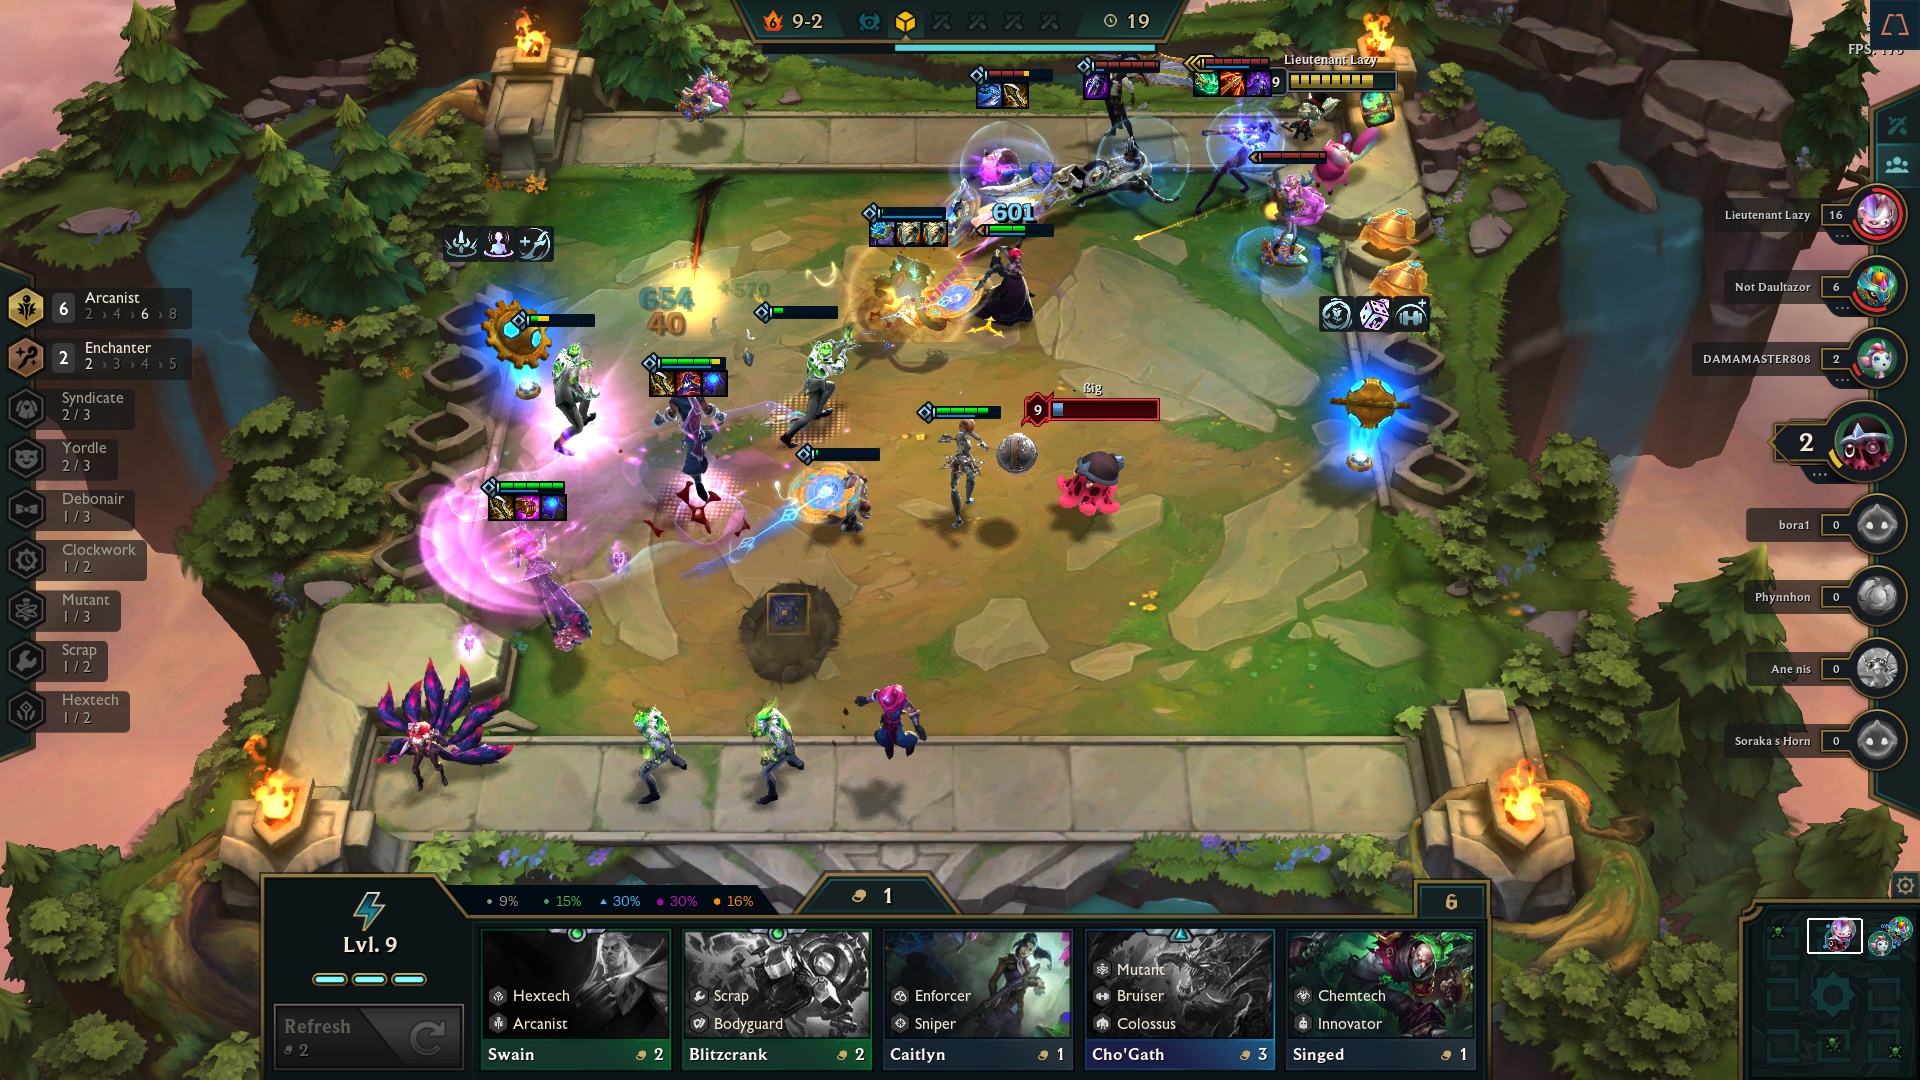 9-2
19
FPS:
Lieutenant Lazy
9
601
654
40
+570
ßig
9
6
Arcanist
2 › 4 › 6 › 8
2
Enchanter
2 › 3 › 4 › 5
Syndicate
2 / 3
Yordle
2 / 3
Debonair
1 / 3
Clockwork
1 / 2
Mutant
1 / 3
Scrap
1 / 2
Hextech
1 / 2
Lieutenant Lazy 16
Not Daultazor 6
DAMAMASTER808 2
2
bora1 0
Phynnhon 0
Ane nis 0
Soraka s Horn 0
9% 15% 30% 30% 16%
1
6
Lvl. 9
Refresh
2
Hextech
Arcanist
Swain 2
Scrap
Bodyguard
Blitzcrank 2
Enforcer
Sniper
Caitlyn 1
Mutant
Bruiser
Colossus
Cho'Gath 3
Chemtech
Innovator
Singed 1